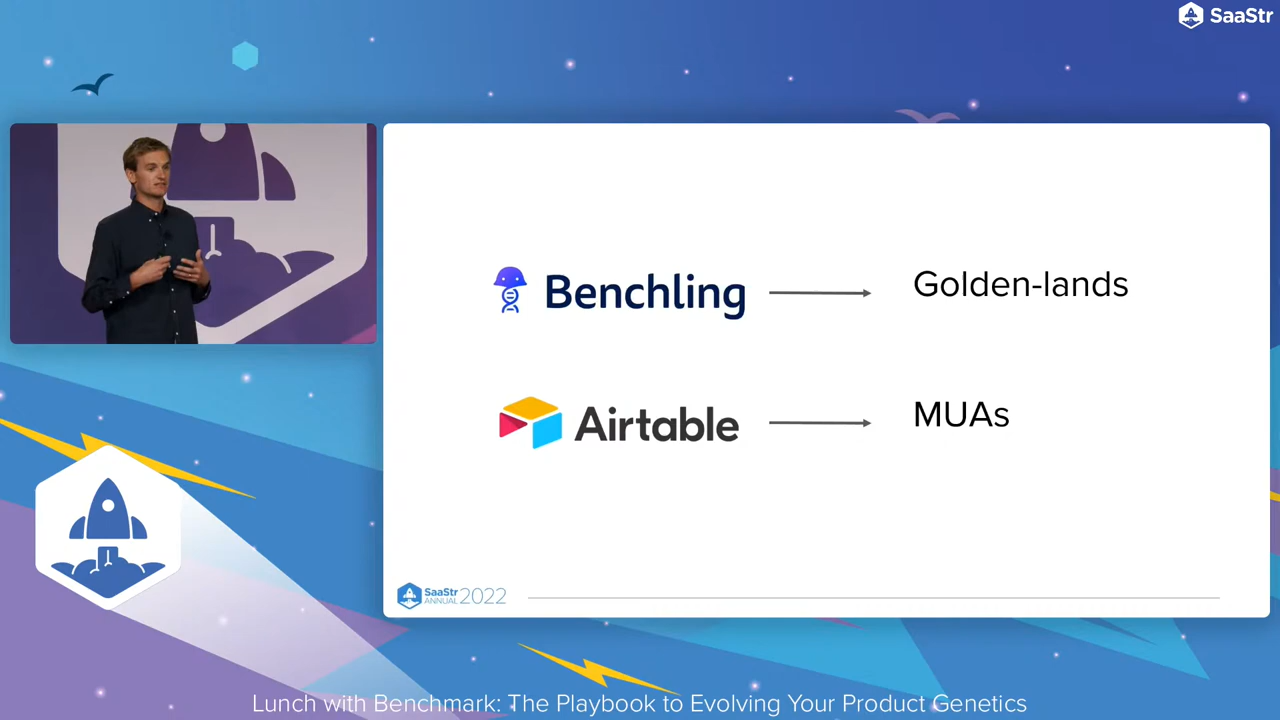 SaaStr
Benchling
Golden-lands
Airtable
MUAs
SaaStr
ANNUAL
2022
Lunch with Benchmark: The Playbook to Evolving Your Product Genetics